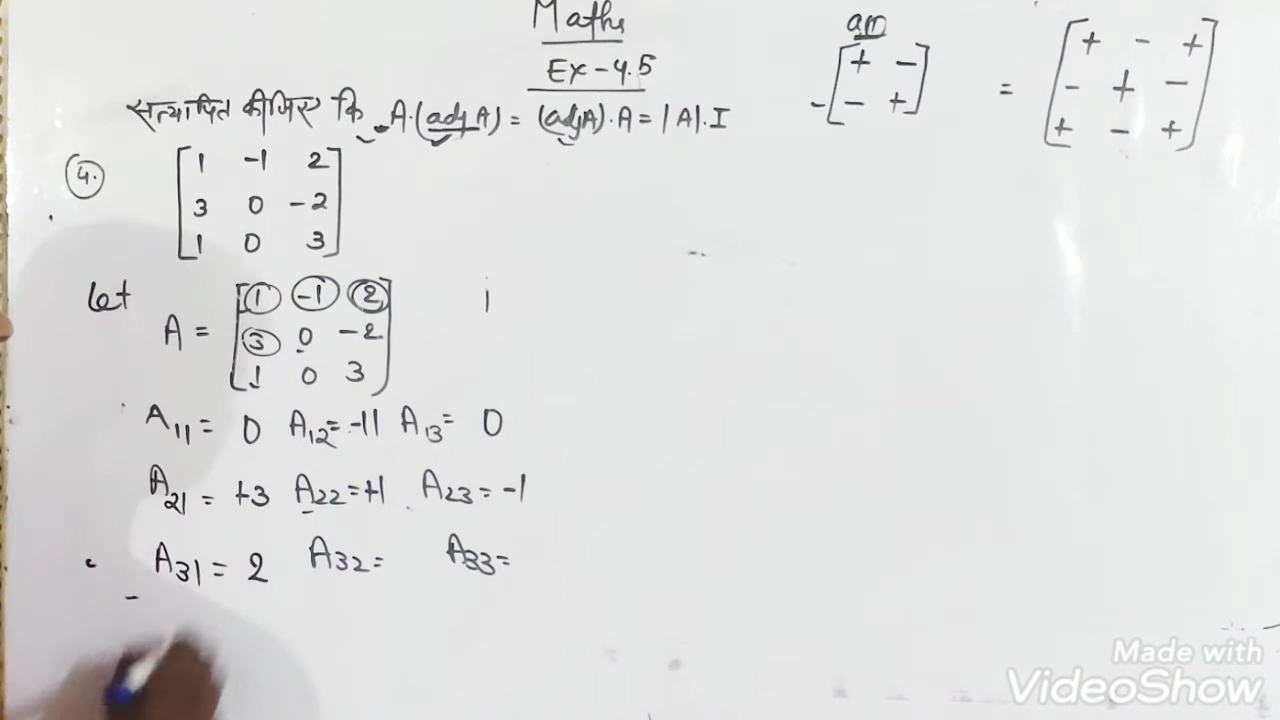 Maths
Ex-4.5
सत्यापित कीजिए कि A.(adj A) = (adjA).A = |A|.I
+ -
- - +
=
+ - +
- + -
+ - +
4.
1 -1 2
3 0 -2
1 0 3
Let
A =
1 -1 2
3 0 -2
1 0 3
A11 = 0 A12 = -11 A13 = 0
A21 = +3 A22 = +1 A23 = -1
A31 = 2 A32 = A33 =
Made with
VideoShow